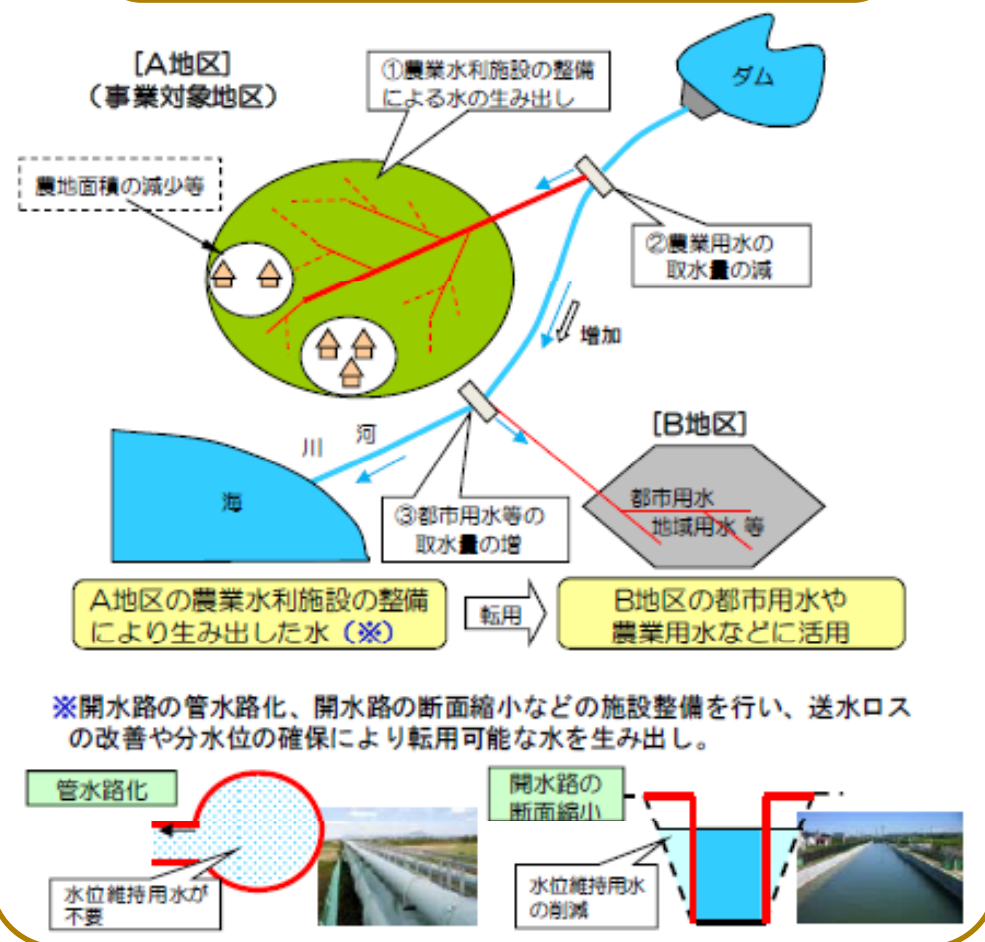 [A地区]
(事業対象地区)
①農業水利施設の整備
による水の生み出し
ダム
農地面積の減少等
②農業用水の
取水量の減
増加
[B地区]
河
川
海
③都市用水等の
取水量の増
都市用水
地域用水 等
A地区の農業水利施設の整備
により生み出した水（※）
転用
B地区の都市用水や
農業用水などに活用
※開水路の管水路化、開水路の断面縮小などの施設整備を行い、送水ロス
の改善や分水位の確保により転用可能な水を生み出し。
管水路化
水位維持用水が
不要
開水路の
断面縮小
水位維持用水
の削減